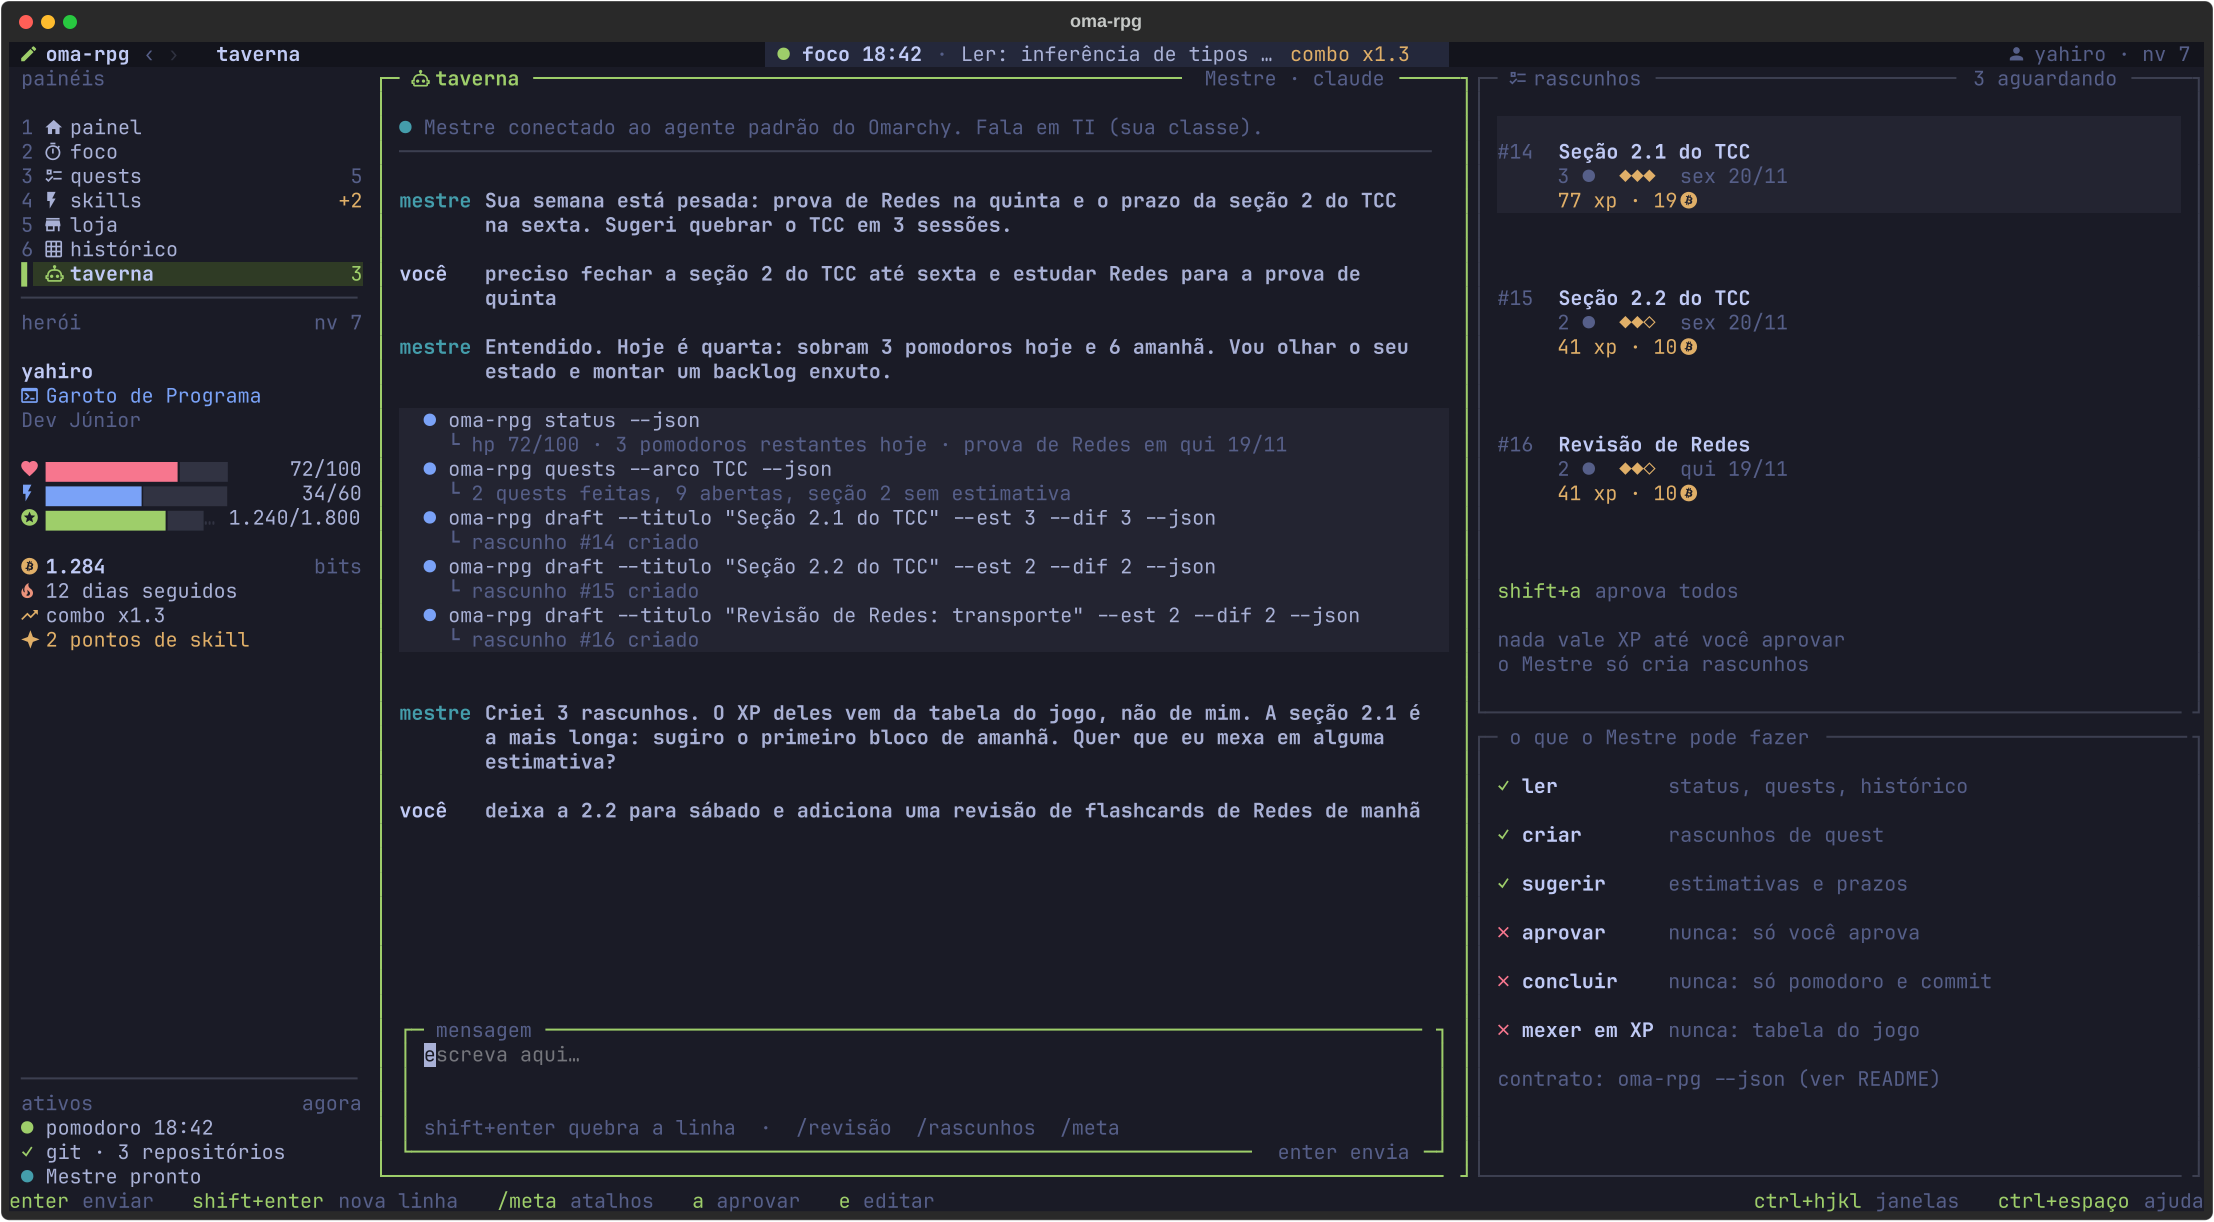 oma-rpg
oma-rpg ‹ › taverna
foco 18:42 · Ler: inferência de tipos … combo x1.3
yahiro · nv 7
painéis
1 painel
2 foco
3 quests 5
4 skills +2
5 loja
6 histórico
taverna 3
herói nv 7
yahiro
Garoto de Programa
Dev Júnior
72/100
34/60
… 1.240/1.800
1.284 bits
12 dias seguidos
combo x1.3
2 pontos de skill
ativos agora
pomodoro 18:42
✓ git · 3 repositórios
Mestre pronto
taverna Mestre · claude
Mestre conectado ao agente padrão do Omarchy. Fala em TI (sua classe).
mestre Sua semana está pesada: prova de Redes na quinta e o prazo da seção 2 do TCC
na sexta. Sugeri quebrar o TCC em 3 sessões.
você preciso fechar a seção 2 do TCC até sexta e estudar Redes para a prova de
quinta
mestre Entendido. Hoje é quarta: sobram 3 pomodoros hoje e 6 amanhã. Vou olhar o seu
estado e montar um backlog enxuto.
● oma-rpg status --json
└ hp 72/100 · 3 pomodoros restantes hoje · prova de Redes em qui 19/11
● oma-rpg quests --arco TCC --json
└ 2 quests feitas, 9 abertas, seção 2 sem estimativa
● oma-rpg draft --titulo "Seção 2.1 do TCC" --est 3 --dif 3 --json
└ rascunho #14 criado
● oma-rpg draft --titulo "Seção 2.2 do TCC" --est 2 --dif 2 --json
└ rascunho #15 criado
● oma-rpg draft --titulo "Revisão de Redes: transporte" --est 2 --dif 2 --json
└ rascunho #16 criado
mestre Criei 3 rascunhos. O XP deles vem da tabela do jogo, não de mim. A seção 2.1 é
a mais longa: sugiro o primeiro bloco de amanhã. Quer que eu mexa em alguma
estimativa?
você deixa a 2.2 para sábado e adiciona uma revisão de flashcards de Redes de manhã
mensagem
escreva aqui…
shift+enter quebra a linha · /revisão /rascunhos /meta
enter envia
rascunhos 3 aguardando
#14 Seção 2.1 do TCC
3 ● ◆◆◆ sex 20/11
77 xp · 19
#15 Seção 2.2 do TCC
2 ● ◆◆◇ sex 20/11
41 xp · 10
#16 Revisão de Redes
2 ● ◆◆◇ qui 19/11
41 xp · 10
shift+a aprova todos
nada vale XP até você aprovar
o Mestre só cria rascunhos
o que o Mestre pode fazer
✓ ler status, quests, histórico
✓ criar rascunhos de quest
✓ sugerir estimativas e prazos
✕ aprovar nunca: só você aprova
✕ concluir nunca: só pomodoro e commit
✕ mexer em XP nunca: tabela do jogo
contrato: oma-rpg --json (ver README)
enter enviar shift+enter nova linha /meta atalhos a aprovar e editar
ctrl+hjkl janelas ctrl+espaço ajuda